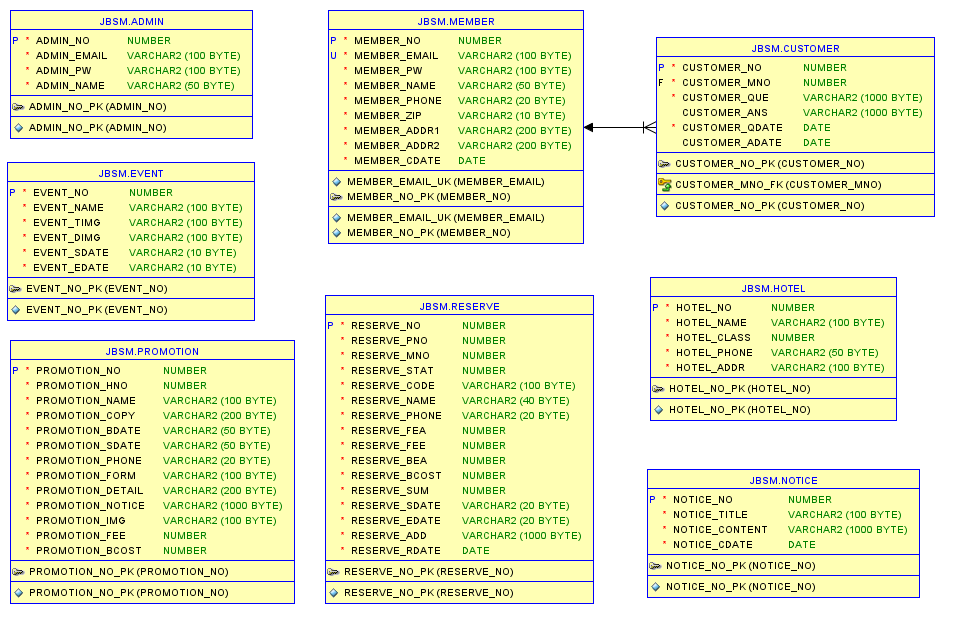 JBSM.ADMIN
P * ADMIN_NO NUMBER
* ADMIN_EMAIL VARCHAR2 (100 BYTE)
* ADMIN_PW VARCHAR2 (100 BYTE)
* ADMIN_NAME VARCHAR2 (50 BYTE)
ADMIN_NO_PK (ADMIN_NO)
ADMIN_NO_PK (ADMIN_NO)
JBSM.MEMBER
P * MEMBER_NO NUMBER
U * MEMBER_EMAIL VARCHAR2 (100 BYTE)
* MEMBER_PW VARCHAR2 (100 BYTE)
* MEMBER_NAME VARCHAR2 (50 BYTE)
* MEMBER_PHONE VARCHAR2 (20 BYTE)
* MEMBER_ZIP VARCHAR2 (10 BYTE)
* MEMBER_ADDR1 VARCHAR2 (200 BYTE)
* MEMBER_ADDR2 VARCHAR2 (200 BYTE)
* MEMBER_CDATE DATE
MEMBER_EMAIL_UK (MEMBER_EMAIL)
MEMBER_NO_PK (MEMBER_NO)
MEMBER_EMAIL_UK (MEMBER_EMAIL)
MEMBER_NO_PK (MEMBER_NO)
JBSM.CUSTOMER
P * CUSTOMER_NO NUMBER
F * CUSTOMER_MNO NUMBER
* CUSTOMER_QUE VARCHAR2 (1000 BYTE)
CUSTOMER_ANS VARCHAR2 (1000 BYTE)
* CUSTOMER_QDATE DATE
CUSTOMER_ADATE DATE
CUSTOMER_NO_PK (CUSTOMER_NO)
CUSTOMER_MNO_FK (CUSTOMER_MNO)
CUSTOMER_NO_PK (CUSTOMER_NO)
JBSM.EVENT
P * EVENT_NO NUMBER
* EVENT_NAME VARCHAR2 (100 BYTE)
* EVENT_TIMG VARCHAR2 (100 BYTE)
* EVENT_DIMG VARCHAR2 (100 BYTE)
* EVENT_SDATE VARCHAR2 (10 BYTE)
* EVENT_EDATE VARCHAR2 (10 BYTE)
EVENT_NO_PK (EVENT_NO)
EVENT_NO_PK (EVENT_NO)
JBSM.PROMOTION
P * PROMOTION_NO NUMBER
* PROMOTION_HNO NUMBER
* PROMOTION_NAME VARCHAR2 (100 BYTE)
* PROMOTION_COPY VARCHAR2 (200 BYTE)
* PROMOTION_BDATE VARCHAR2 (50 BYTE)
* PROMOTION_SDATE VARCHAR2 (50 BYTE)
* PROMOTION_PHONE VARCHAR2 (20 BYTE)
* PROMOTION_FORM VARCHAR2 (100 BYTE)
* PROMOTION_DETAIL VARCHAR2 (200 BYTE)
* PROMOTION_NOTICE VARCHAR2 (1000 BYTE)
* PROMOTION_IMG VARCHAR2 (100 BYTE)
* PROMOTION_FEE NUMBER
* PROMOTION_BCOST NUMBER
PROMOTION_NO_PK (PROMOTION_NO)
PROMOTION_NO_PK (PROMOTION_NO)
JBSM.RESERVE
P * RESERVE_NO NUMBER
* RESERVE_PNO NUMBER
* RESERVE_MNO NUMBER
* RESERVE_STAT NUMBER
* RESERVE_CODE VARCHAR2 (100 BYTE)
* RESERVE_NAME VARCHAR2 (40 BYTE)
* RESERVE_PHONE VARCHAR2 (20 BYTE)
* RESERVE_FEA NUMBER
* RESERVE_FEE NUMBER
* RESERVE_BEA NUMBER
* RESERVE_BCOST NUMBER
* RESERVE_SUM NUMBER
* RESERVE_SDATE VARCHAR2 (20 BYTE)
* RESERVE_EDATE VARCHAR2 (20 BYTE)
* RESERVE_ADD VARCHAR2 (1000 BYTE)
* RESERVE_RDATE DATE
RESERVE_NO_PK (RESERVE_NO)
RESERVE_NO_PK (RESERVE_NO)
JBSM.HOTEL
P * HOTEL_NO NUMBER
* HOTEL_NAME VARCHAR2 (100 BYTE)
* HOTEL_CLASS NUMBER
* HOTEL_PHONE VARCHAR2 (50 BYTE)
* HOTEL_ADDR VARCHAR2 (100 BYTE)
HOTEL_NO_PK (HOTEL_NO)
HOTEL_NO_PK (HOTEL_NO)
JBSM.NOTICE
P * NOTICE_NO NUMBER
* NOTICE_TITLE VARCHAR2 (100 BYTE)
* NOTICE_CONTENT VARCHAR2 (1000 BYTE)
* NOTICE_CDATE DATE
NOTICE_NO_PK (NOTICE_NO)
NOTICE_NO_PK (NOTICE_NO)